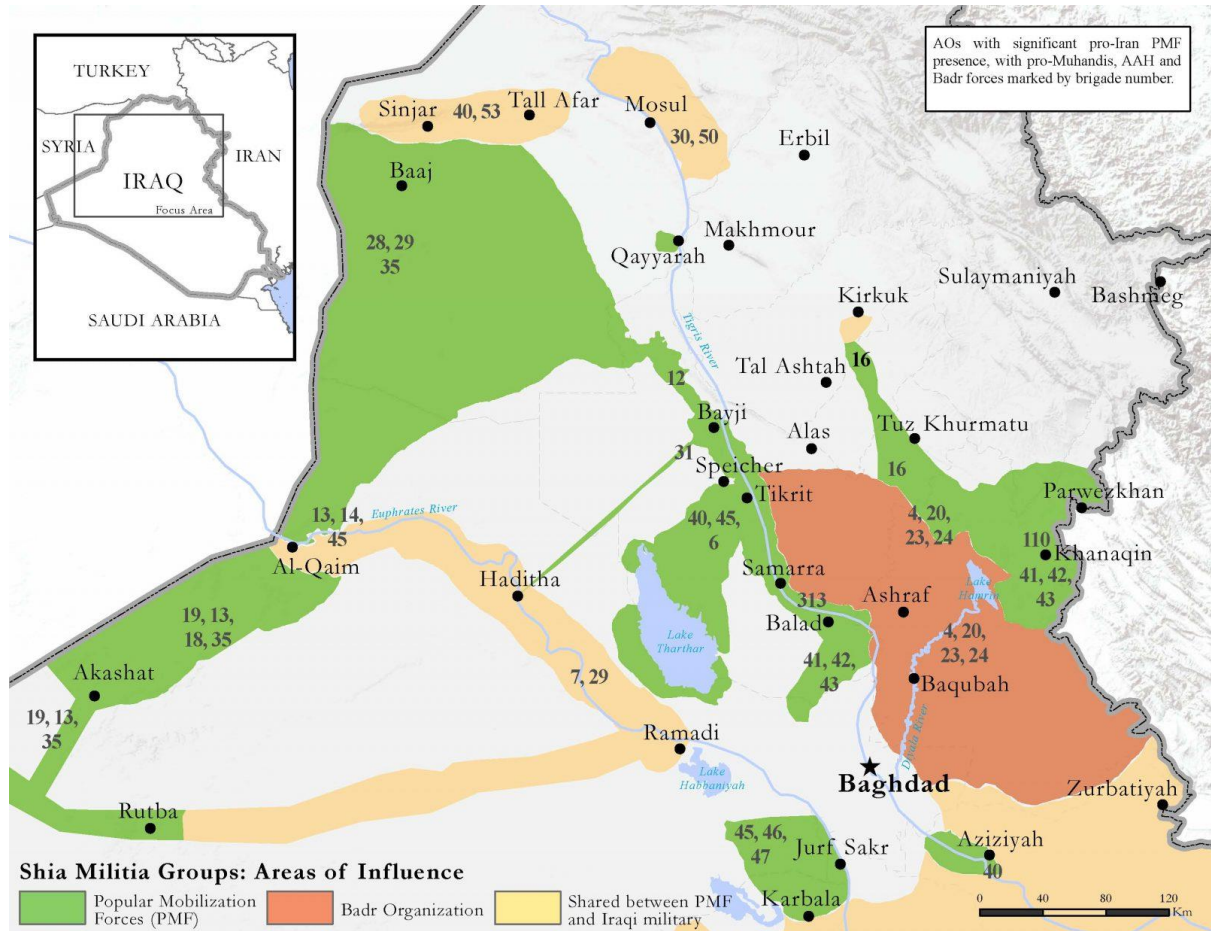 AOs with significant pro-Iran PMF
presence, with pro-Muhandis, AAH and
Badr forces marked by brigade number.
TURKEY
SYRIA
IRAN
IRAQ
Focus Area
SAUDI ARABIA
Sinjar
40, 53
Tall Afar
Mosul
30, 50
Erbil
Baaj
28, 29
35
Qayyarah
Makhmour
Sulaymaniyah
Bashmeg
Kirkuk
Tigris River
16
12
Tal Ashtah
Bayji
Alas
Tuz Khurmatu
31
Speicher
16
Tikrit
Parwezkhan
13, 14,
45
Euphrates River
40, 45,
6
4, 20,
23, 24
110
Khanaqin
41, 42,
43
Al-Qaim
Haditha
Samarra
313
Ashraf
Lake
Hamrin
19, 13,
18, 35
Lake
Tharthar
Balad
4, 20,
23, 24
41, 42,
43
Baqubah
Akashat
7, 29
19, 13,
35
Ramadi
Diyala River
Lake
Habbaniyah
Baghdad
Zurbatiyah
Rutba
45, 46,
47
Jurf Sakr
Aziziyah
40
Karbala
Shia Militia Groups: Areas of Influence
Popular Mobilization
Forces (PMF)
Badr Organization
Shared between PMF
and Iraqi military
0 40 80 120
Km